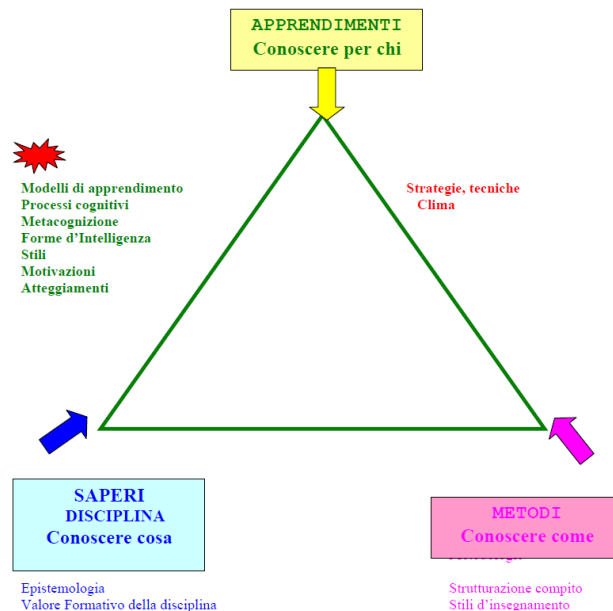 APPRENDIMENTI
Conoscere per chi
Modelli di apprendimento
Processi cognitivi
Metacognizione
Forme d'Intelligenza
Stili
Motivazioni
Atteggiamenti
Strategie, tecniche
Clima
SAPERI
DISCIPLINA
Conoscere cosa
METODI
Conoscere come
Epistemologia
Valore Formativo della disciplina
Strutturazione compito
Stili d'insegnamento